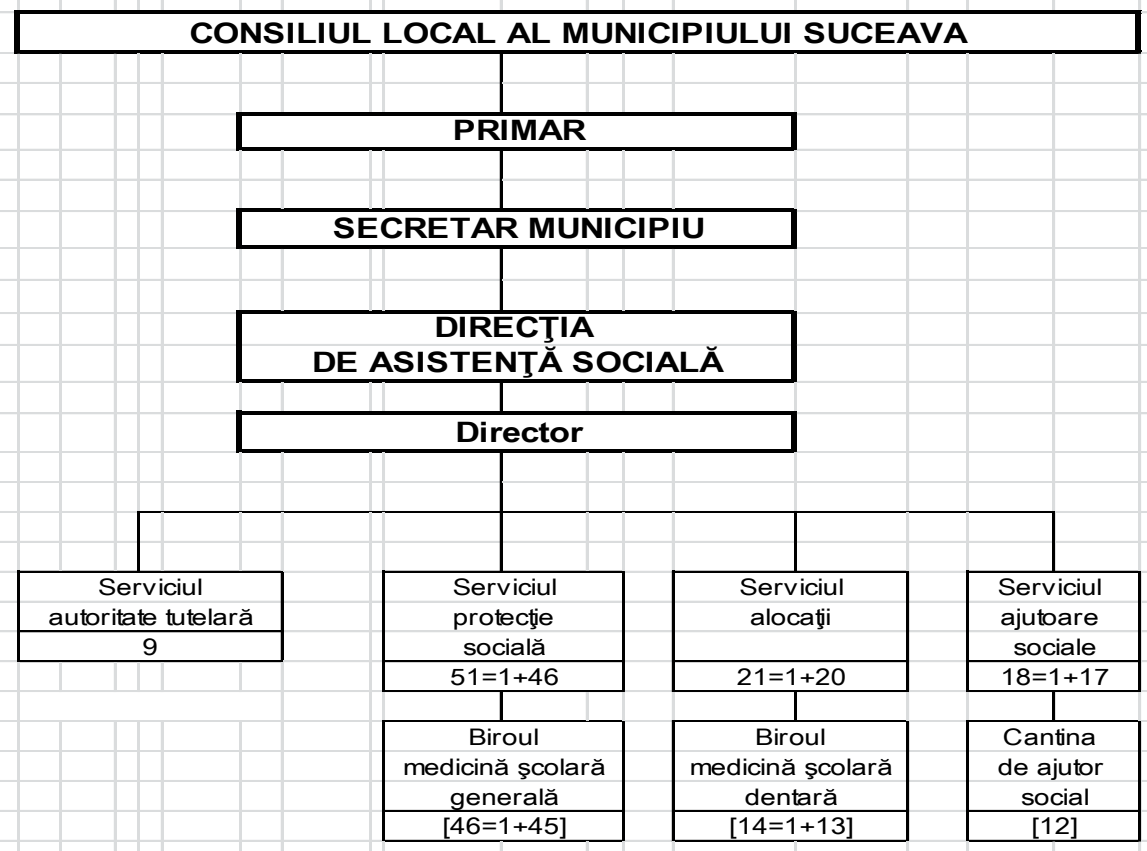 CONSILIUL LOCAL AL MUNICIPIULUI SUCEAVA
PRIMAR
SECRETAR MUNICIPIU
DIRECŢIA
DE ASISTENŢĂ SOCIALĂ
Director
Serviciul
autoritate tutelară
9
Serviciul
protecţie
socială
51=1+46
Serviciul
alocaţii
21=1+20
Serviciul
ajutoare
sociale
18=1+17
Biroul
medicină şcolară
generală
[46=1+45]
Biroul
medicină şcolară
dentară
[14=1+13]
Cantina
de ajutor
social
[12]